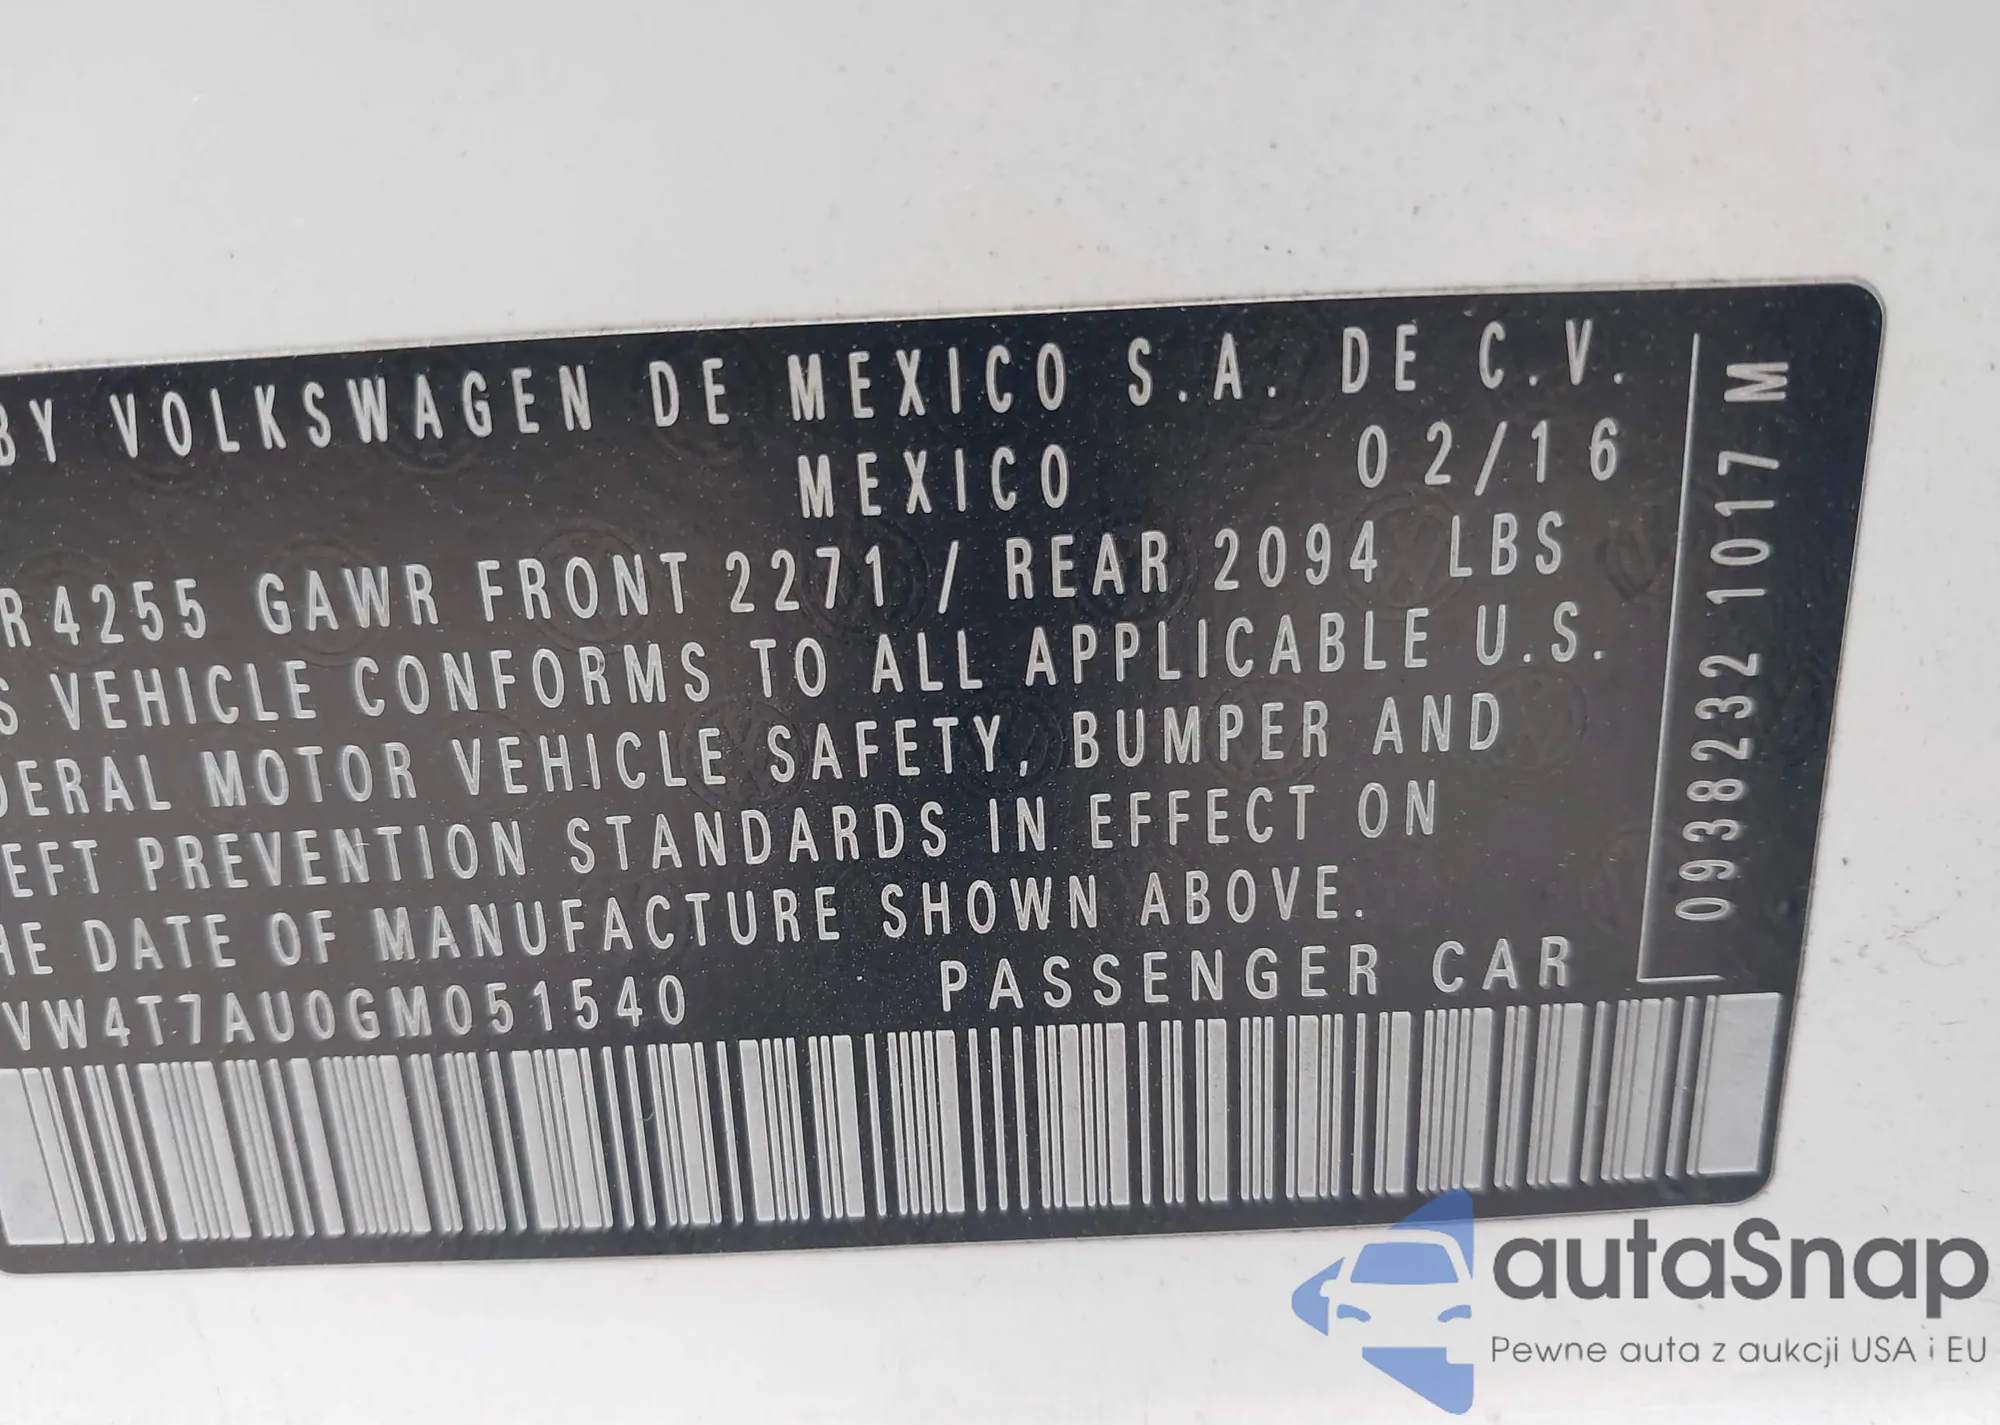 BY VOLKSWAGEN DE MEXICO S.A. DE C.V.
MEXICO 02/16
R4255 GAWR FRONT 2271 / REAR 2094 LBS
S VEHICLE CONFORMS TO ALL APPLICABLE U.S.
DERAL MOTOR VEHICLE SAFETY, BUMPER AND
EFT PREVENTION STANDARDS IN EFFECT ON
HE DATE OF MANUFACTURE SHOWN ABOVE.
VW4T7AU0GM051540 PASSENGER CAR
09382321017 M
autaSnap
Pewne auta z aukcji USA i EU